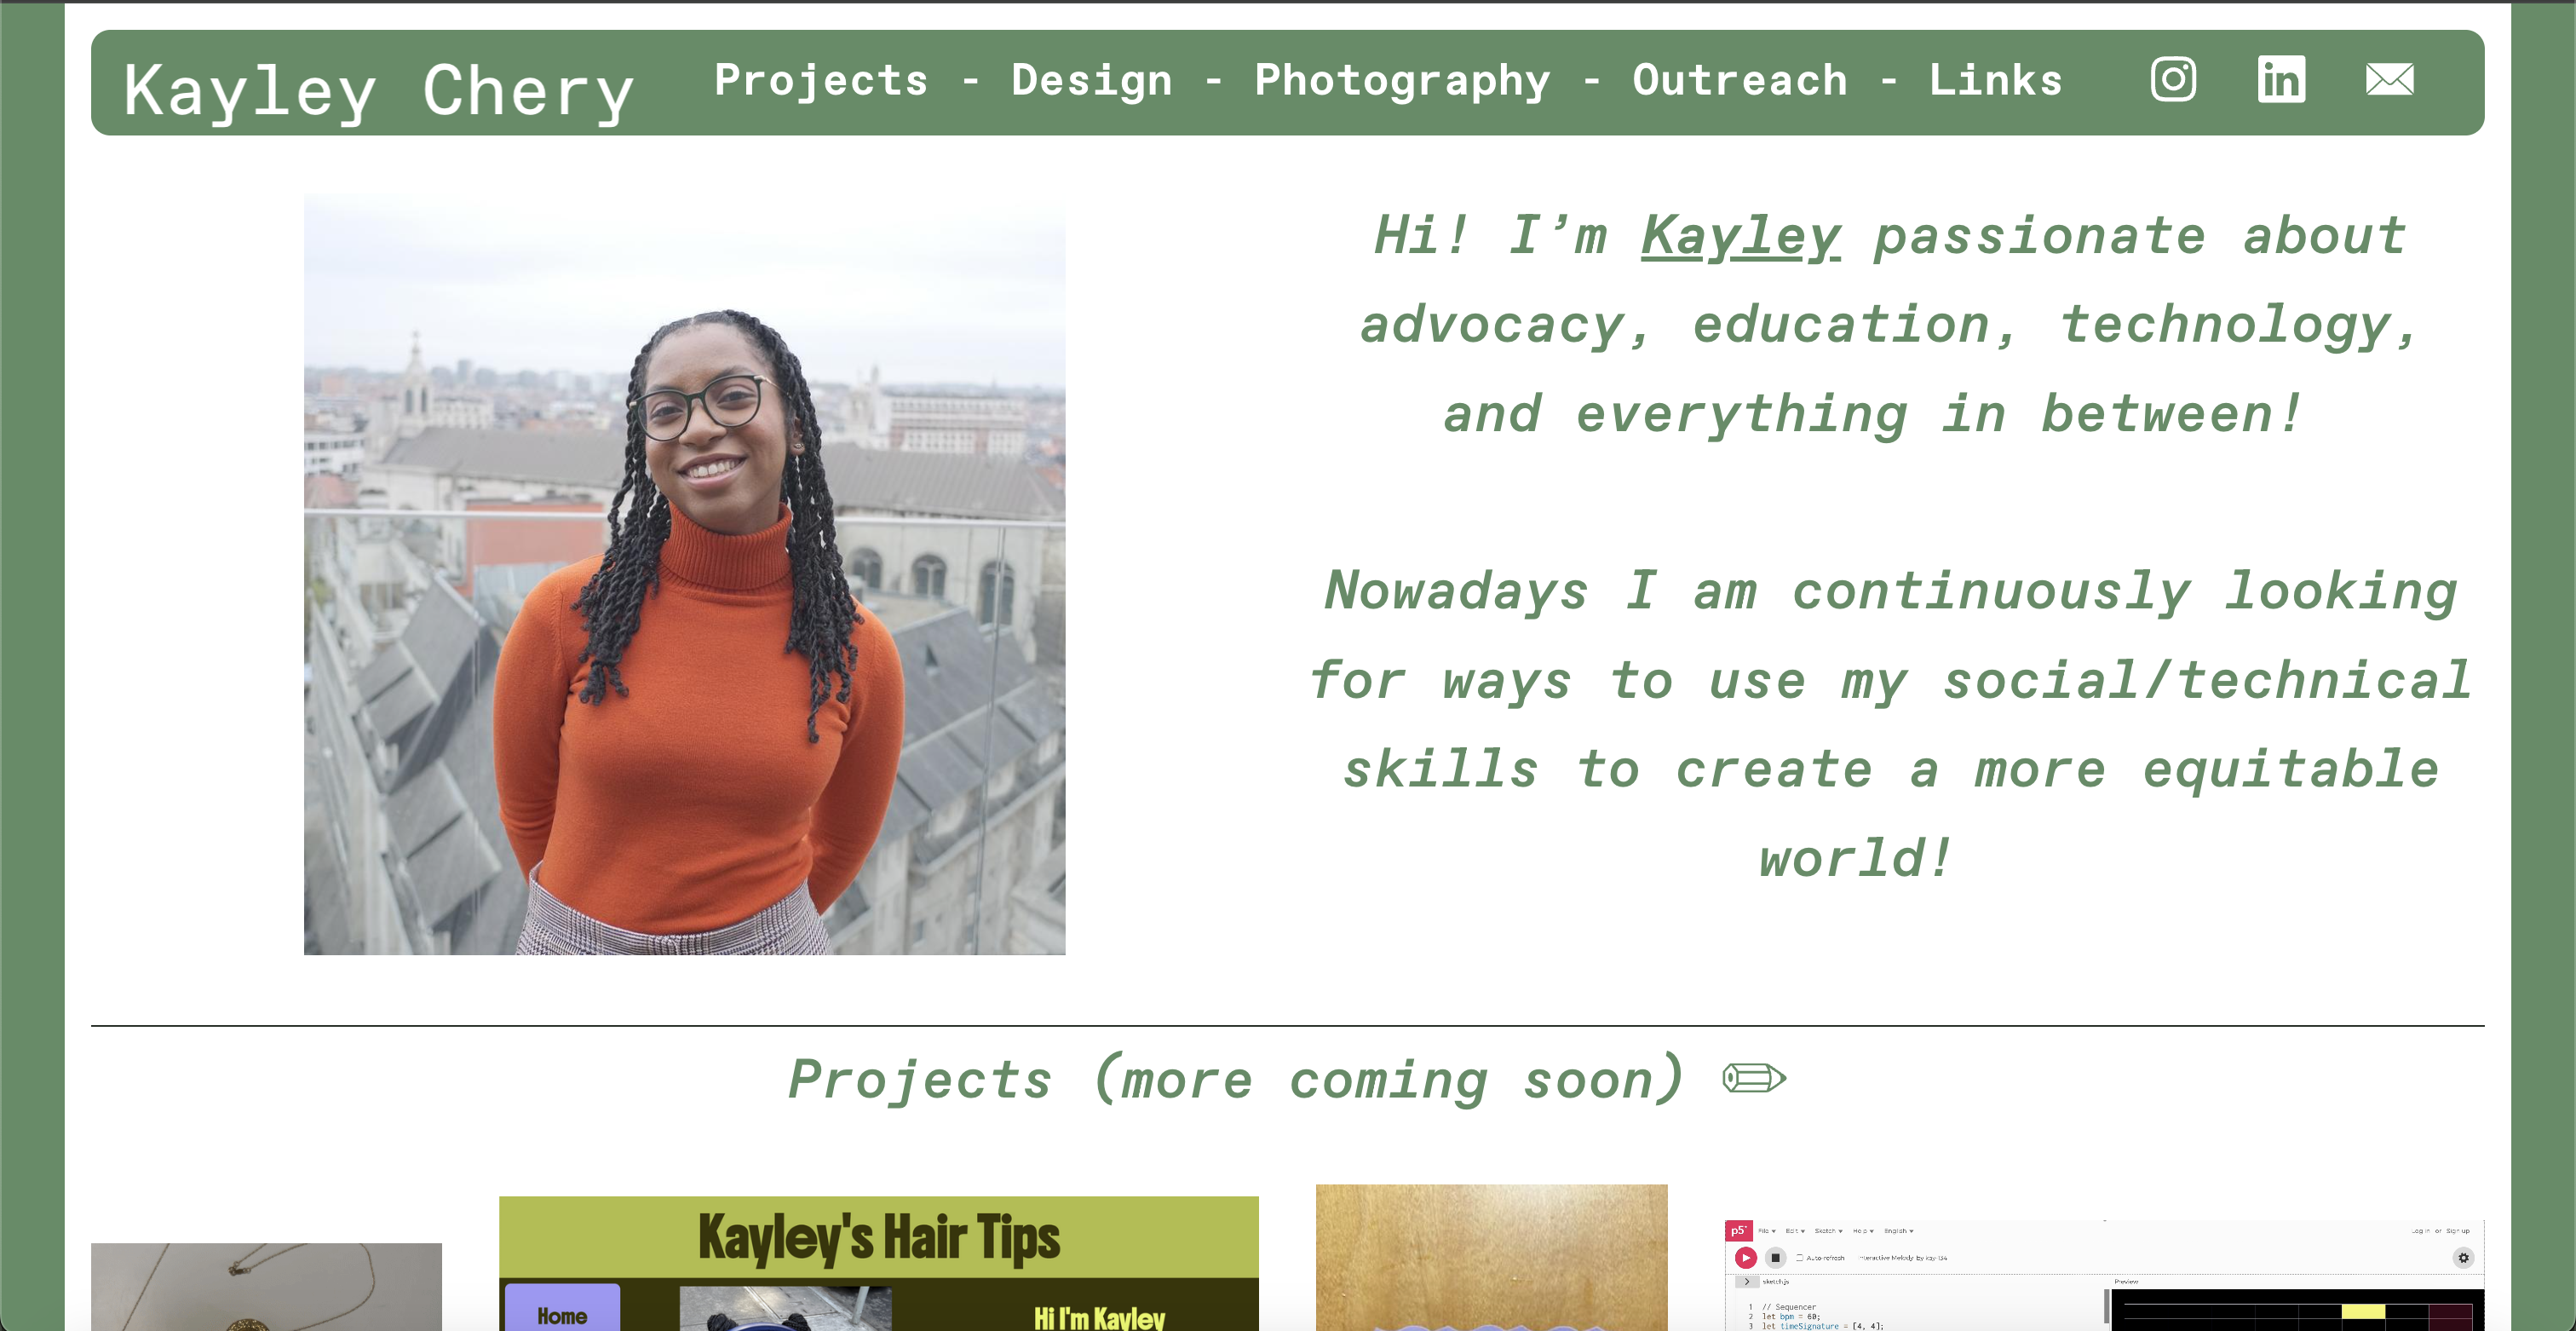 Kayley Chery
Projects - Design - Photography - Outreach - Links
in
Hi! I’m Kayley passionate about
advocacy, education, technology,
and everything in between!
Nowadays I am continuously looking
for ways to use my social/technical
skills to create a more equitable
world!
Projects (more coming soon)
Kayley's Hair Tips
Home
Hi I'm Kayley
p5*
File Edit Sketch Help English
Log in or Sign up
Auto-refresh
Interactive Melody by kay-134
sketch.js
Preview
1 // Sequencer
2 let bpm = 60;
3 let timeSignature = [4, 4];